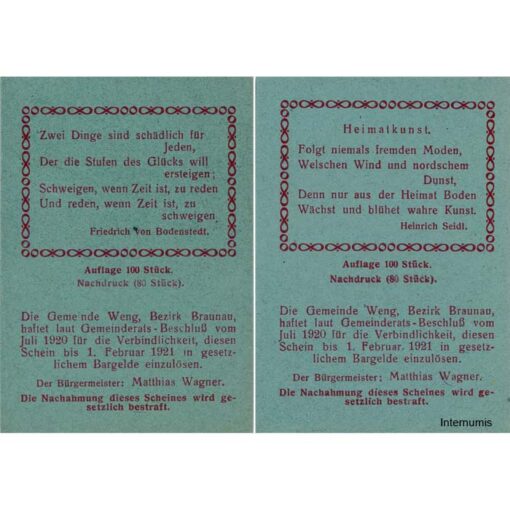 Zwei Dinge sind schädlich für
Jeden,
Der die Stufen des Glücks will
ersteigen;
Schweigen, wenn Zeit ist, zu reden
Und reden, wenn Zeit ist, zu
schweigen
Friedrich von Bodenstedt.
Auflage 100 Stück.
Nachdruck (80 Stück).
Die Gemeinde Weng, Bezirk Braunau,
haftet laut Gemeinderats-Beschluß vom
Juli 1920 für die Verbindlichkeit, diesen
Schein bis 1. Februar 1921 in gesetz-
lichem Bargelde einzulösen.
Der Bürgermeister: Matthias Wagner.
Die Nachahmung dieses Scheines wird ge-
setzlich bestraft.
Heimatkunst.
Folgt niemals fremden Moden,
Welschen Wind und nordschem
Dunst,
Denn nur aus der Heimat Boden
Wächst und blühet wahre Kunst.
Heinrich Seidl.
Auflage 100 Stück.
Nachdruck (80 Stück).
Die Gemeinde Weng, Bezirk Braunau,
haftet laut Gemeinderats-Beschluß vom
Juli 1920 für die Verbindlichkeit, diesen
Schein bis 1. Februar 1921 in gesetz-
lichem Bargelde einzulösen.
Der Bürgermeister: Matthias Wagner.
Die Nachahmung dieses Scheines wird ge-
setzlich bestraft.
Internumis